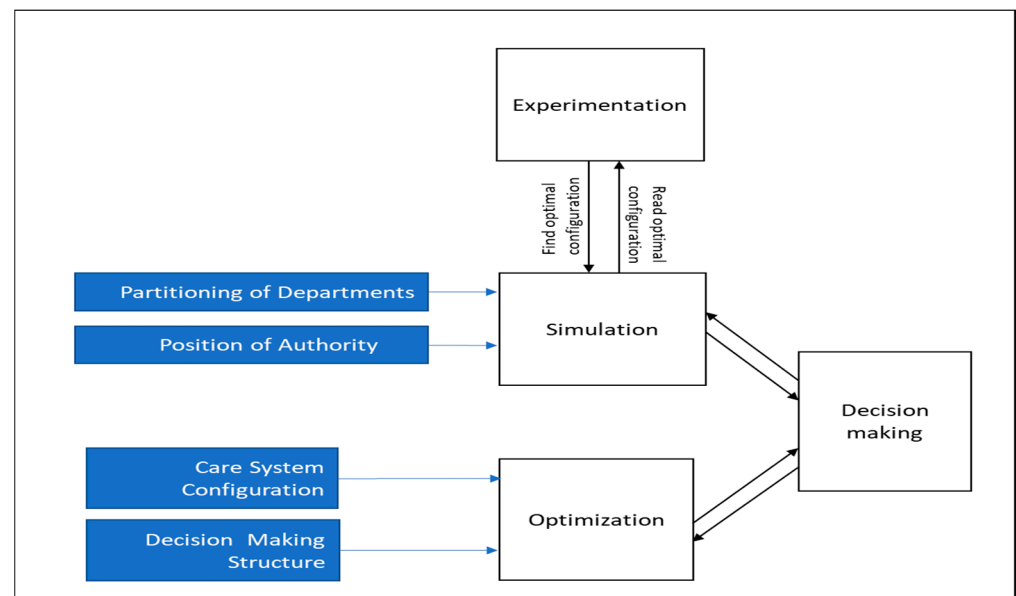 Experimentation
Find optimal
configuration
Read optimal
configuration
Partitioning of Departments
Position of Authority
Simulation
Decision
making
Care System
Configuration
Decision Making
Structure
Optimization